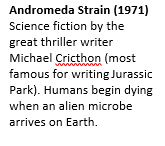 Andromeda Strain (1971)
Science fiction by the
great thriller writer
Michael Cricthon (most
famous for writing Jurassic
Park). Humans begin dying
when an alien microbe
arrives on Earth.